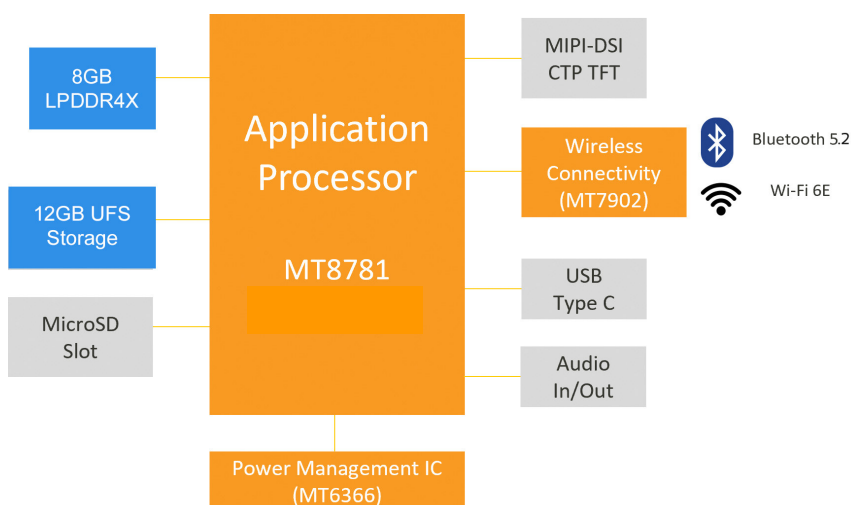 8GB
LPDDR4X
12GB UFS
Storage
MicroSD
Slot
Application
Processor
MT8781
Power Management IC
(MT6366)
MIPI-DSI
CTP TFT
Wireless
Connectivity
(MT7902)
Bluetooth 5.2
Wi-Fi 6E
USB
Type C
Audio
In/Out